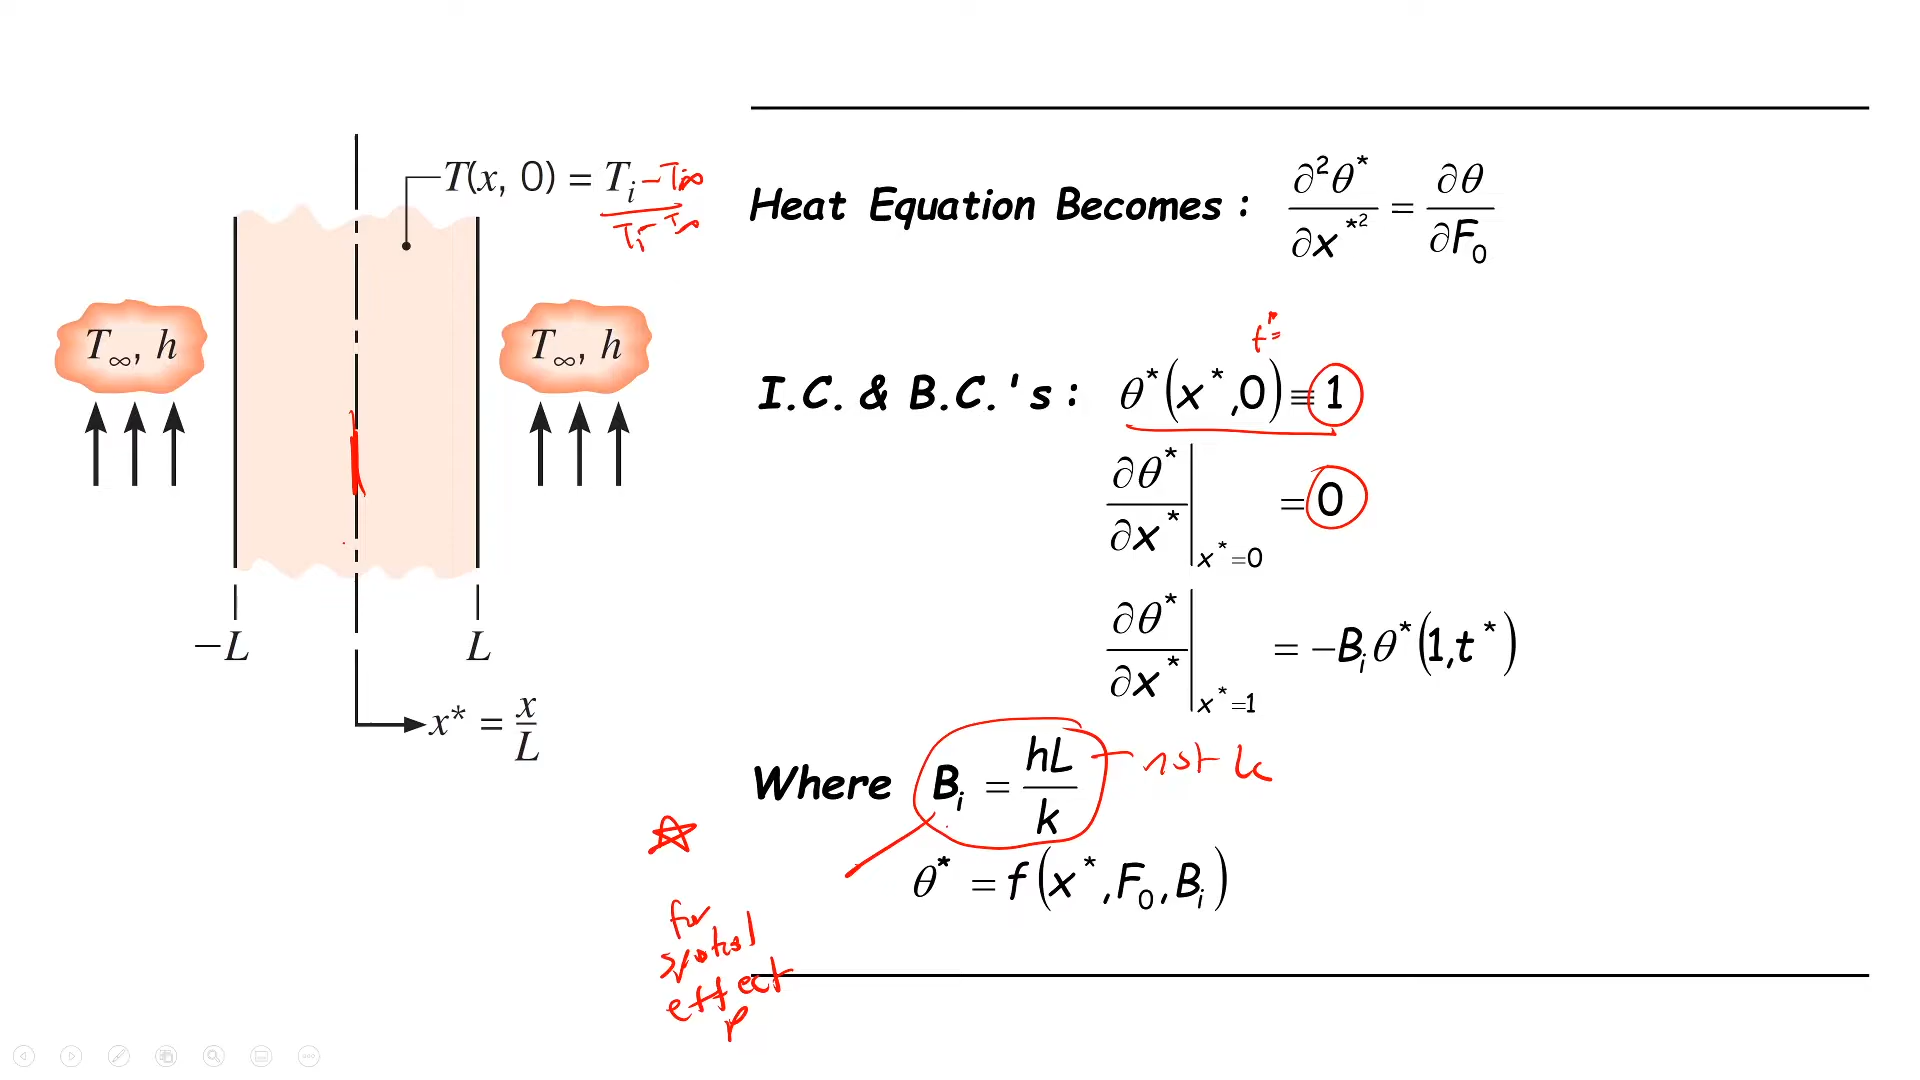 T(x, 0) = Tᵢ −T∞
Tᵢ−T∞
T∞, h
T∞, h
−L
L
x* = x/L
Heat Equation Becomes : ∂²θ*/∂x*² = ∂θ/∂F₀
t*=
I.C. & B.C.'s : θ*(x*,0) ≡ 1
∂θ*/∂x* |x*=0 = 0
∂θ*/∂x* |x*=1 = −Bᵢθ*(1,t*)
Where Bᵢ = hL/k
θ* = f(x*,F₀,Bᵢ)
for
spatial
effect